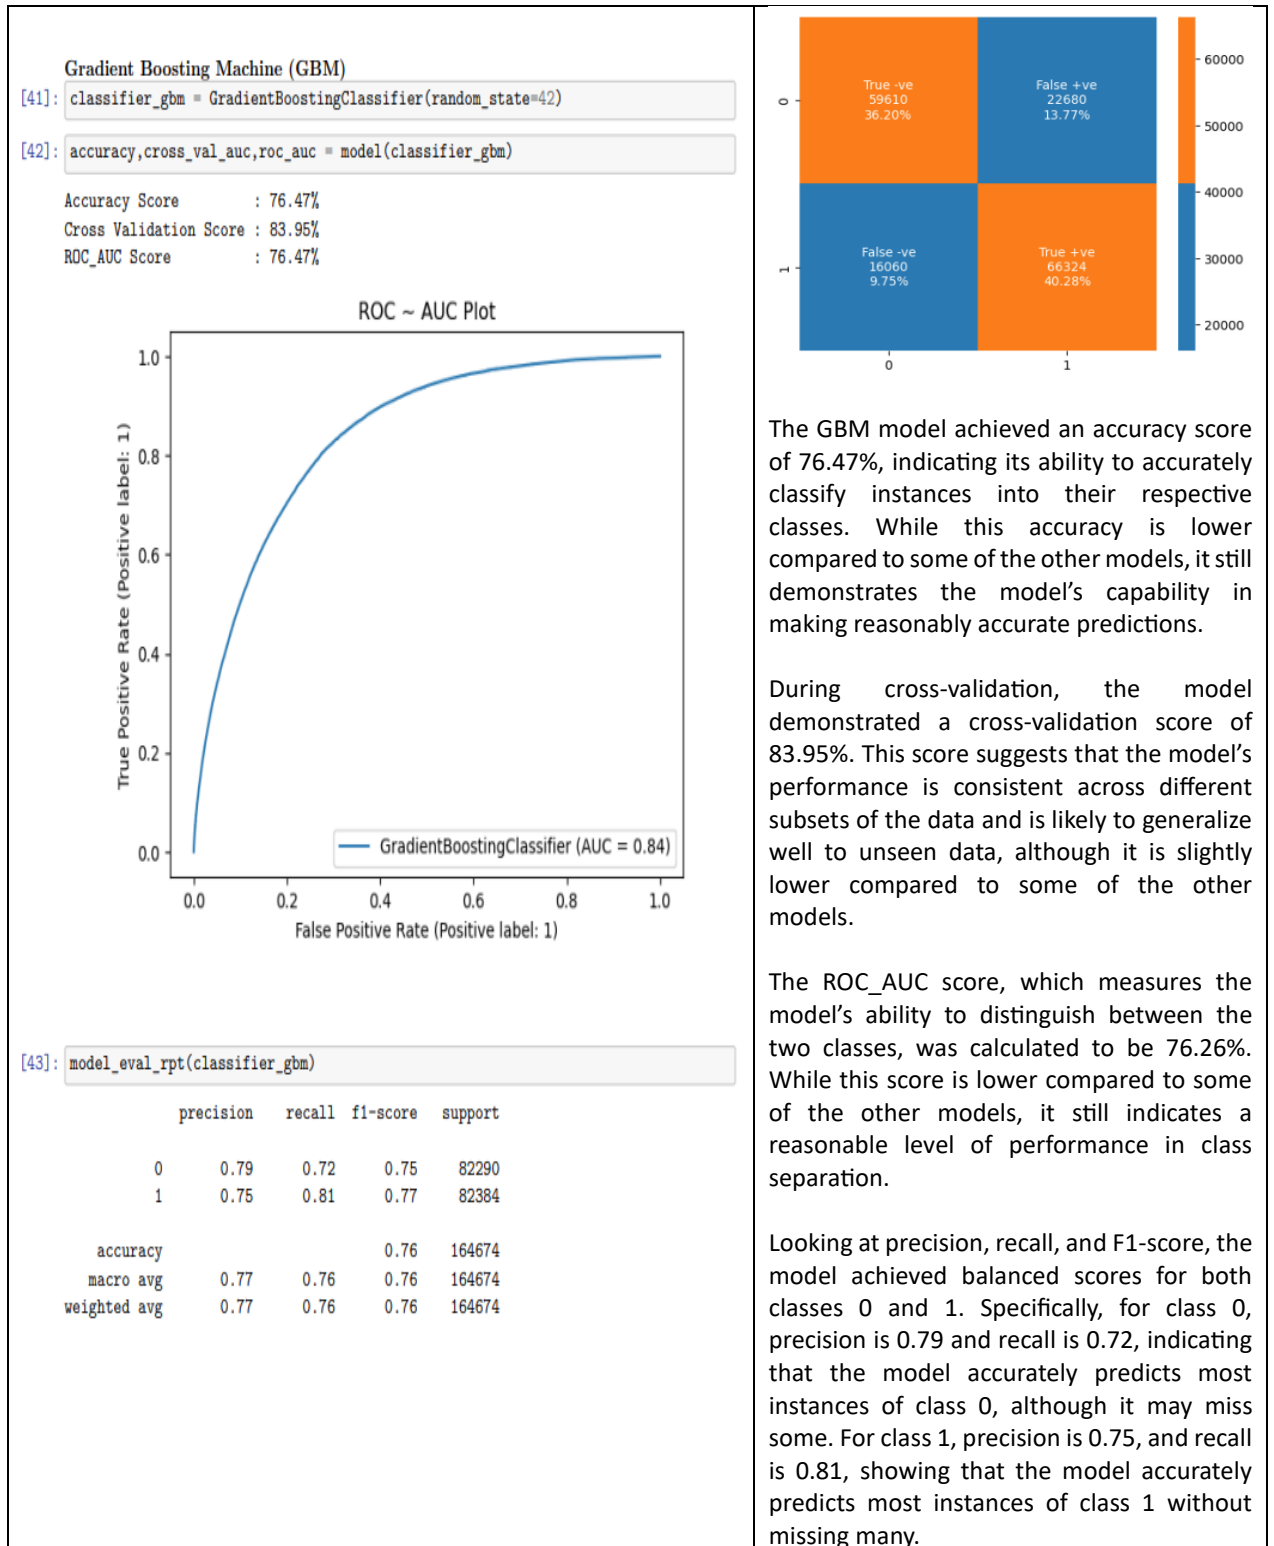 Gradient Boosting Machine (GBM)
[41]: classifier_gbm = GradientBoostingClassifier(random_state=42)
[42]: accuracy,cross_val_auc,roc_auc = model(classifier_gbm)
Accuracy Score : 76.47%
Cross Validation Score : 83.95%
ROC_AUC Score : 76.47%
ROC ~ AUC Plot
True Positive Rate (Positive label: 1)
1.0
0.8
0.6
0.4
0.2
0.0
GradientBoostingClassifier (AUC = 0.84)
0.0 0.2 0.4 0.6 0.8 1.0
False Positive Rate (Positive label: 1)
[43]: model_eval_rpt(classifier_gbm)
precision recall f1-score support
0 0.79 0.72 0.75 82290
1 0.75 0.81 0.77 82384
accuracy 0.76 164674
macro avg 0.77 0.76 0.76 164674
weighted avg 0.77 0.76 0.76 164674
0
True -ve
59610
36.20%
False +ve
22680
13.77%
1
False -ve
16060
9.75%
True +ve
66324
40.28%
0 1
60000
50000
40000
30000
20000
The GBM model achieved an accuracy score
of 76.47%, indicating its ability to accurately
classify instances into their respective
classes. While this accuracy is lower
compared to some of the other models, it still
demonstrates the model’s capability in
making reasonably accurate predictions.
During cross-validation, the model
demonstrated a cross-validation score of
83.95%. This score suggests that the model’s
performance is consistent across different
subsets of the data and is likely to generalize
well to unseen data, although it is slightly
lower compared to some of the other
models.
The ROC_AUC score, which measures the
model’s ability to distinguish between the
two classes, was calculated to be 76.26%.
While this score is lower compared to some
of the other models, it still indicates a
reasonable level of performance in class
separation.
Looking at precision, recall, and F1-score, the
model achieved balanced scores for both
classes 0 and 1. Specifically, for class 0,
precision is 0.79 and recall is 0.72, indicating
that the model accurately predicts most
instances of class 0, although it may miss
some. For class 1, precision is 0.75, and recall
is 0.81, showing that the model accurately
predicts most instances of class 1 without
missing many.